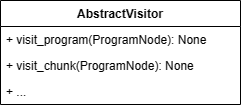 AbstractVisitor
+ visit_program(ProgramNode): None
+ visit_chunk(ProgramNode): None
+ ...